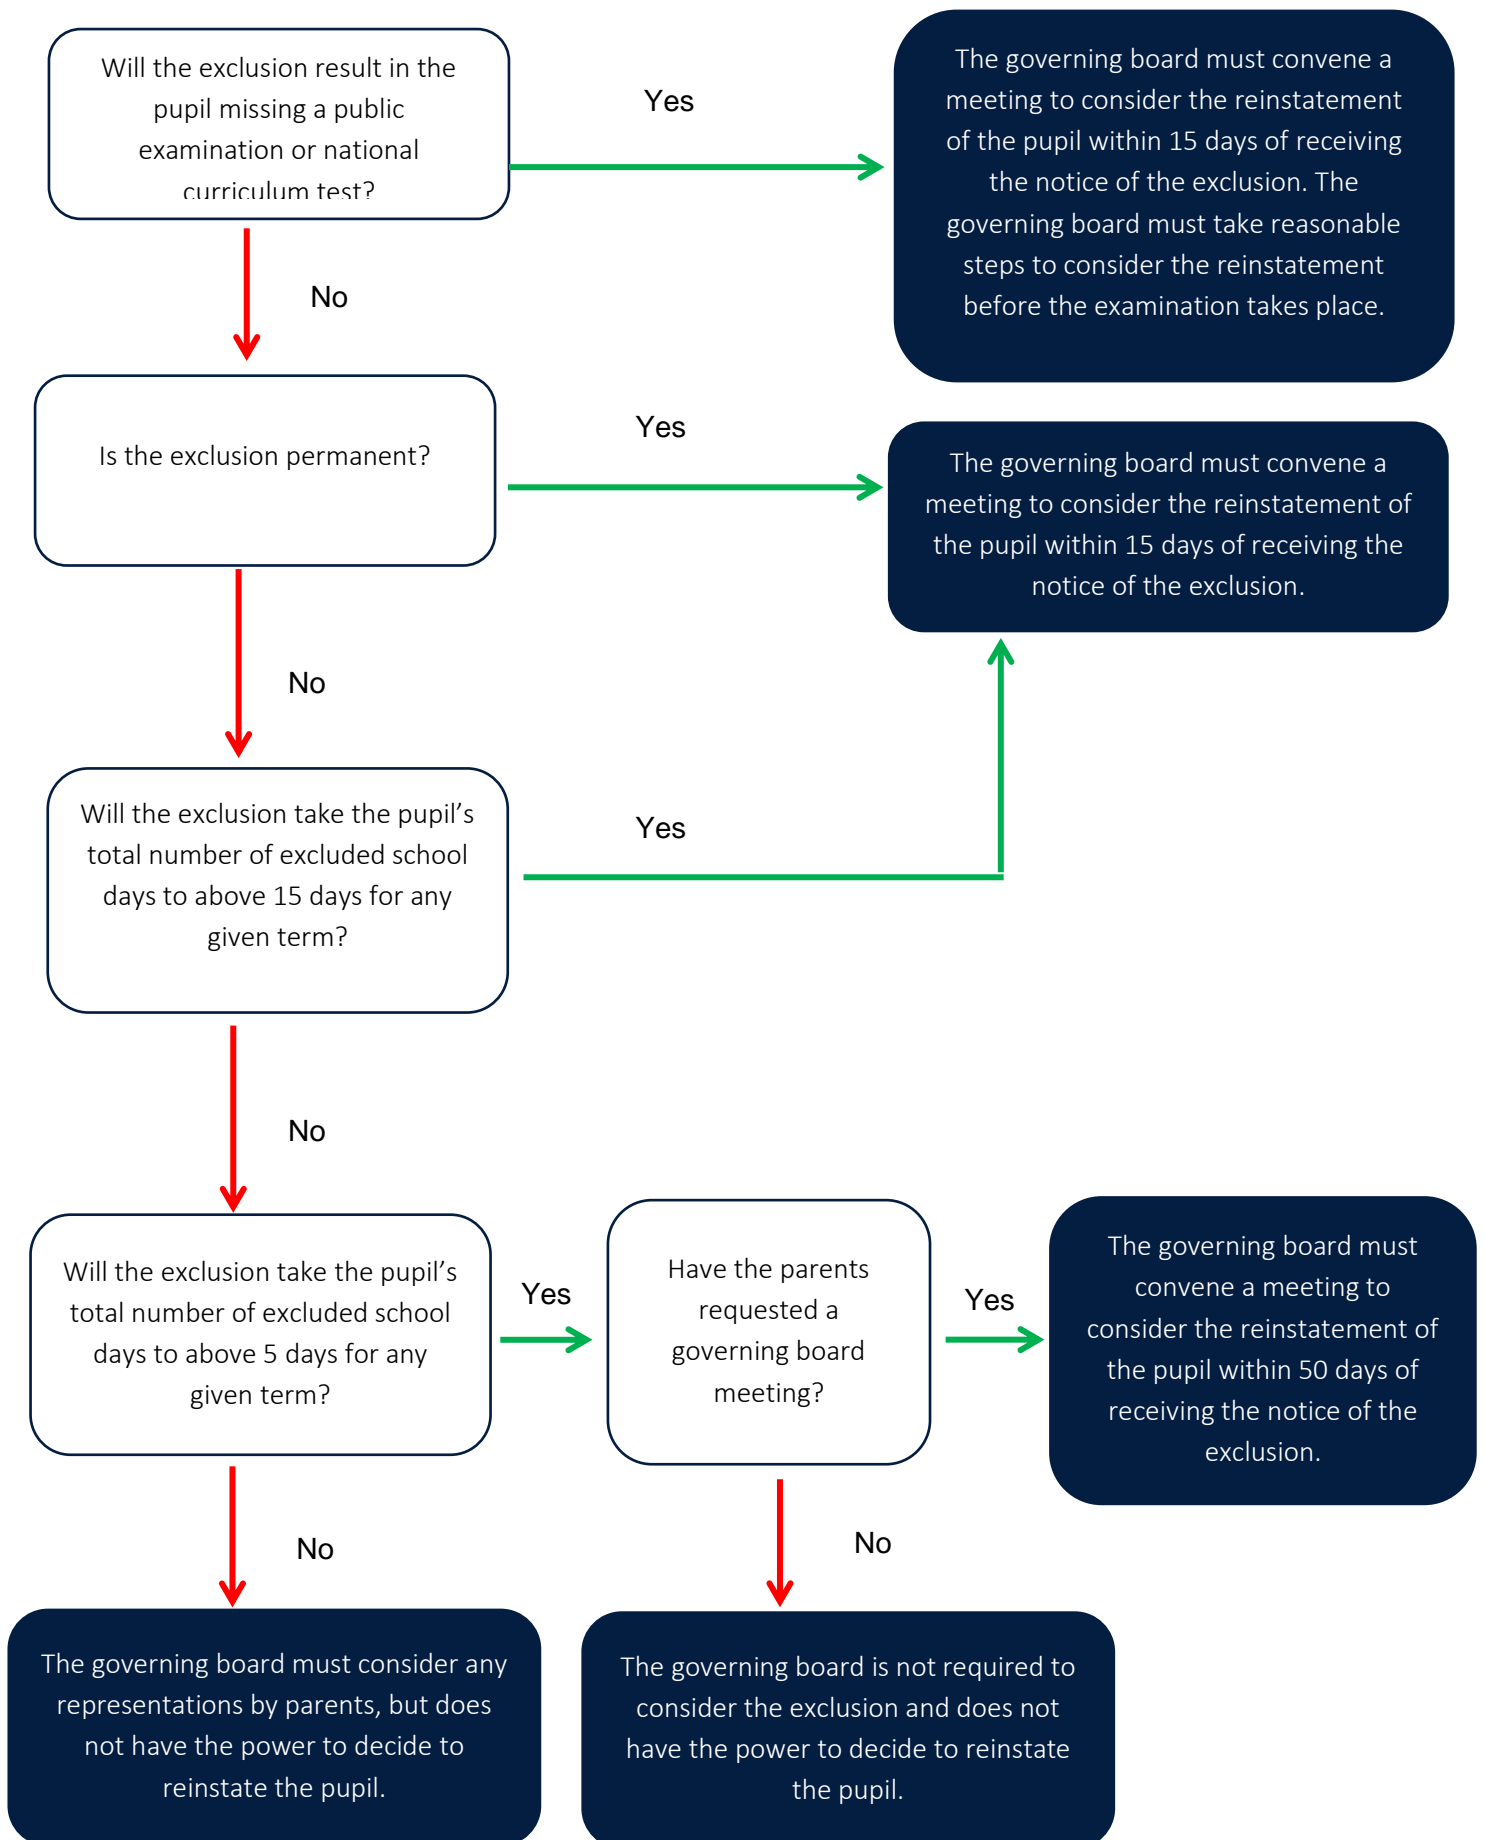 Will the exclusion result in the
pupil missing a public
examination or national
curriculum test?
Yes
The governing board must convene a
meeting to consider the reinstatement
of the pupil within 15 days of receiving
the notice of the exclusion. The
governing board must take reasonable
steps to consider the reinstatement
before the examination takes place.
No
Is the exclusion permanent?
Yes
The governing board must convene a
meeting to consider the reinstatement of
the pupil within 15 days of receiving the
notice of the exclusion.
No
Will the exclusion take the pupil’s
total number of excluded school
days to above 15 days for any
given term?
Yes
No
Will the exclusion take the pupil’s
total number of excluded school
days to above 5 days for any
given term?
Yes
Have the parents
requested a
governing board
meeting?
Yes
The governing board must
convene a meeting to
consider the reinstatement of
the pupil within 50 days of
receiving the notice of the
exclusion.
No
No
The governing board must consider any
representations by parents, but does
not have the power to decide to
reinstate the pupil.
The governing board is not required to
consider the exclusion and does not
have the power to decide to reinstate
the pupil.